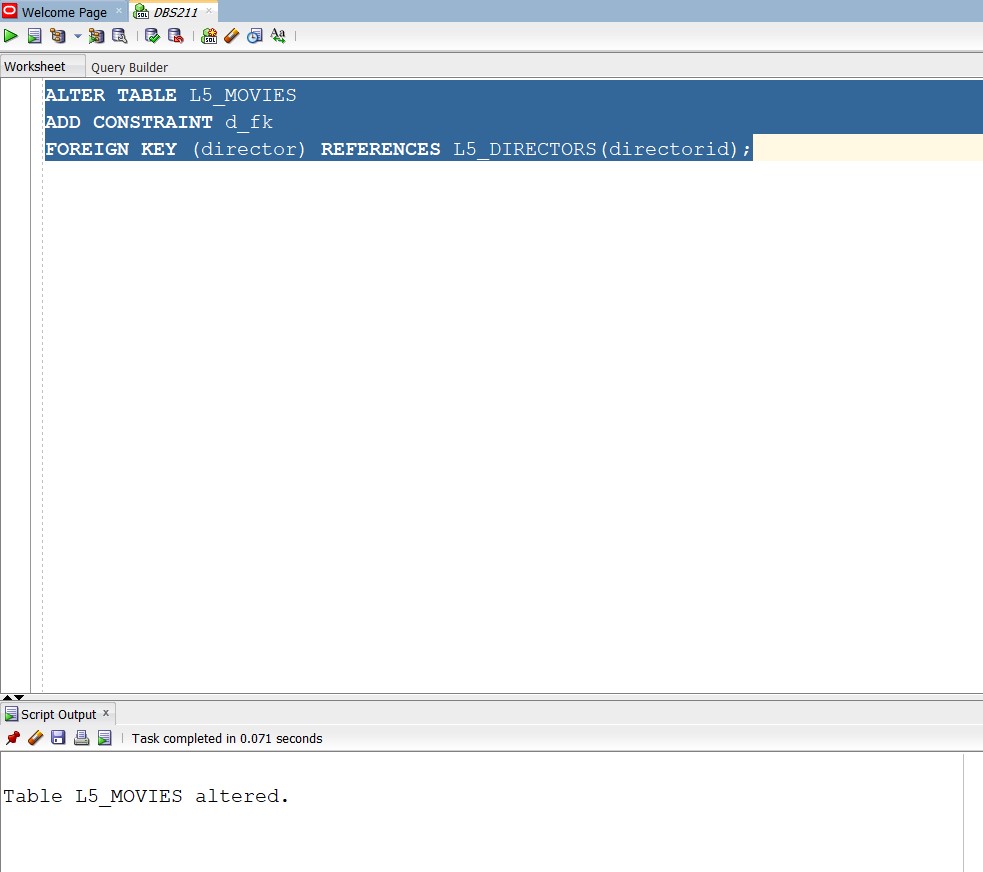 Welcome Page
DBS211
Worksheet
Query Builder
ALTER TABLE L5_MOVIES
ADD CONSTRAINT d_fk
FOREIGN KEY (director) REFERENCES L5_DIRECTORS(directorid);
Script Output
Task completed in 0.071 seconds
Table L5_MOVIES altered.